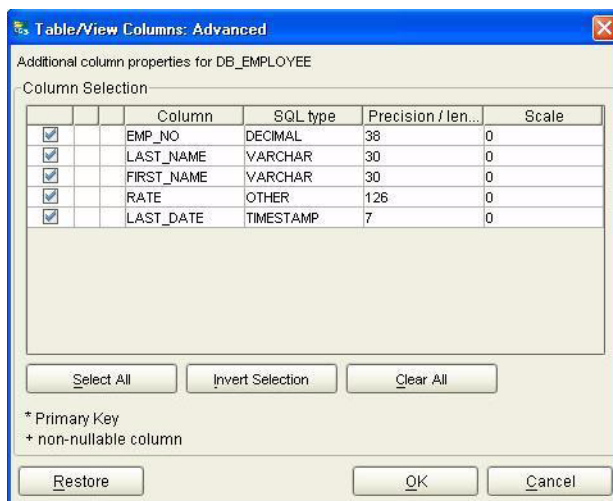 Table/View Columns: Advanced
Additional column properties for DB_EMPLOYEE
Column Selection
Column SQL type Precision / len... Scale
EMP_NO DECIMAL 38 0
LAST_NAME VARCHAR 30 0
FIRST_NAME VARCHAR 30 0
RATE OTHER 126 0
LAST_DATE TIMESTAMP 7 0
Select All Invert Selection Clear All
* Primary Key
+ non-nullable column
Restore OK Cancel